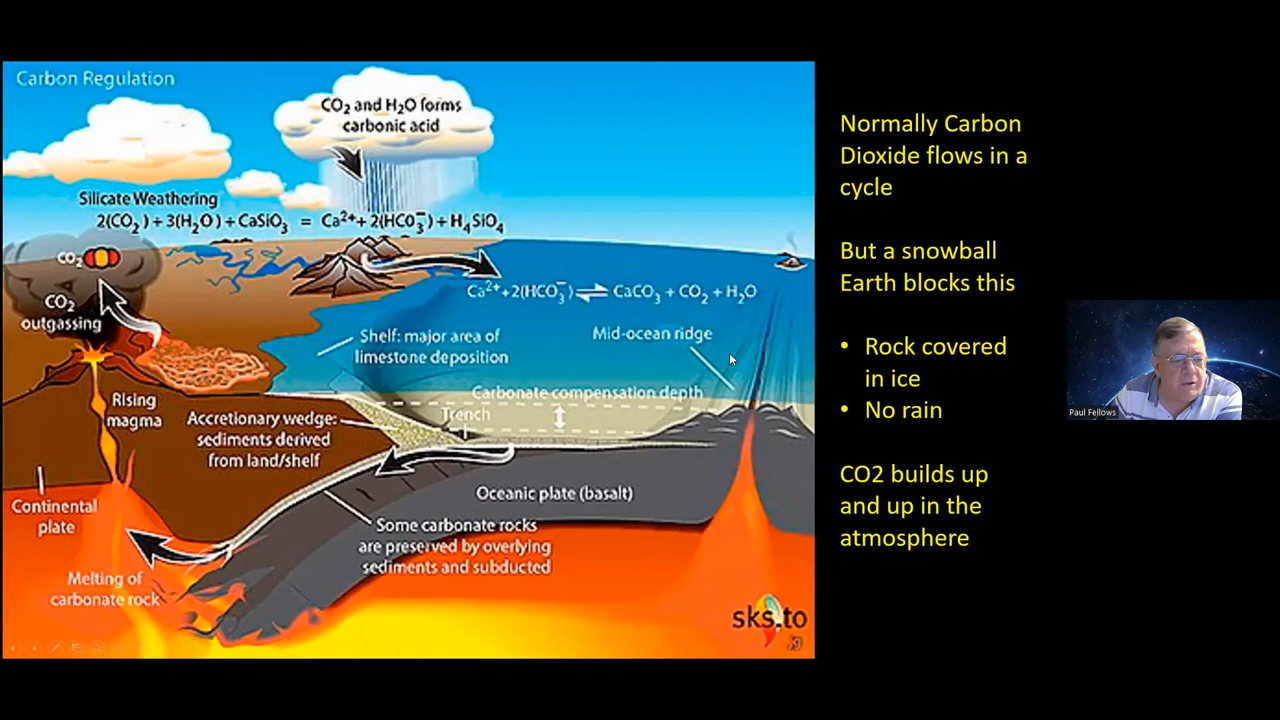 Carbon Regulation
CO₂ and H₂O forms
carbonic acid
Silicate Weathering
2(CO₂) + 3(H₂O) + CaSiO₃ = Ca²⁺ + 2(HCO₃⁻) + H₄SiO₄
CO₂
CO₂
outgassing
Ca²⁺+2(HCO₃⁻) ⇌ CaCO₃ + CO₂ + H₂O
Shelf: major area of
limestone deposition
Mid-ocean ridge
Carbonate compensation depth
Trench
Rising
magma
Accretionary wedge:
sediments derived
from land/shelf
Continental
plate
Oceanic plate (basalt)
Some carbonate rocks
are preserved by overlying
sediments and subducted
Melting of
carbonate rock
sks.to
jg
Normally Carbon
Dioxide flows in a
cycle
But a snowball
Earth blocks this
• Rock covered
in ice
• No rain
CO2 builds up
and up in the
atmosphere
Paul Fellows